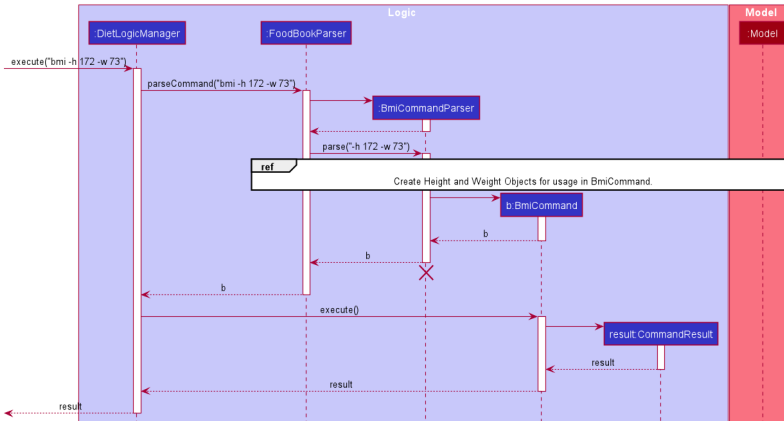 Logic
Model
:DietLogicManager
:FoodBookParser
:Model
execute("bmi -h 172 -w 73")
parseCommand("bmi -h 172 -w 73")
:BmiCommandParser
parse("-h 172 -w 73")
ref
Create Height and Weight Objects for usage in BmiCommand.
b:BmiCommand
b
b
b
execute()
result:CommandResult
result
result
result